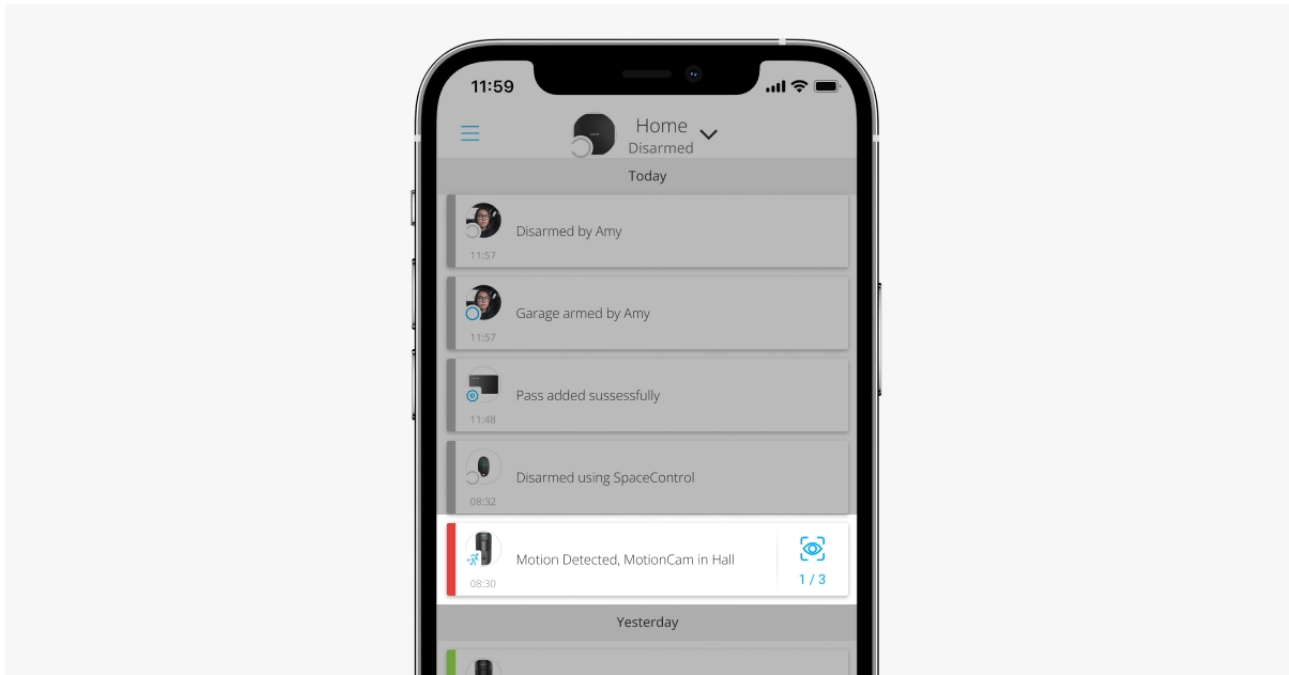 11:59
Home
Disarmed
Today
Disarmed by Amy
11:57
Garage armed by Amy
11:57
Pass added sussessfully
11:48
Disarmed using SpaceControl
08:32
Motion Detected, MotionCam in Hall
1 / 3
08:30
Yesterday